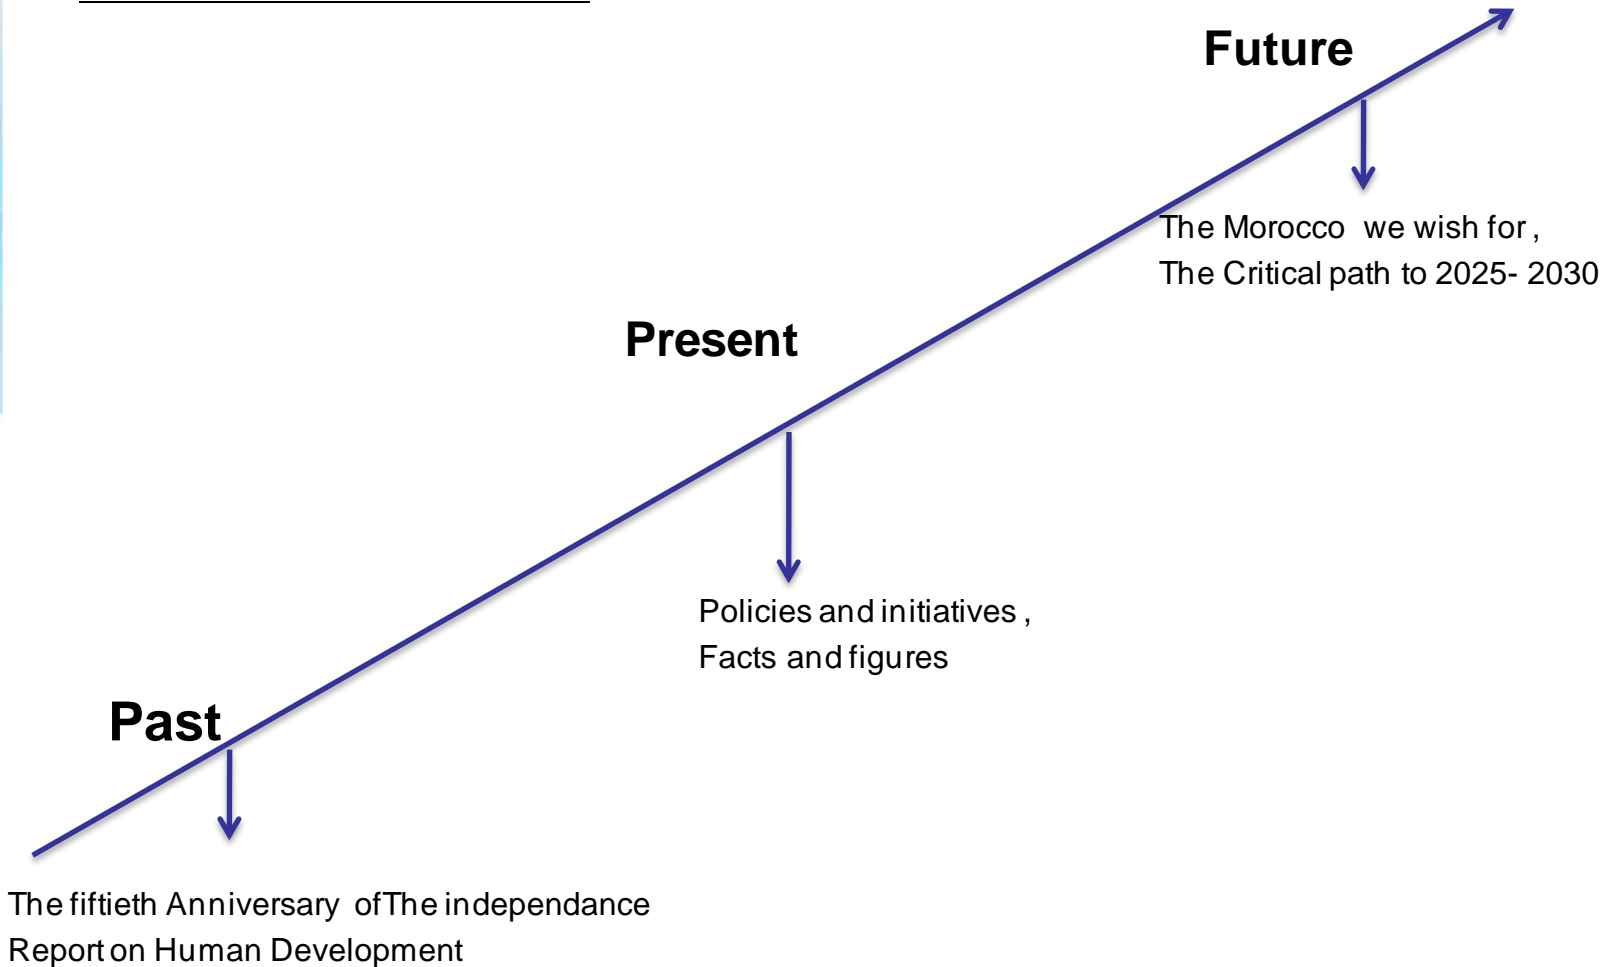 Future
The Morocco we wish for ,
The Critical path to 2025- 2030
Present
Policies and initiatives ,
Facts and figures
Past
The fiftieth Anniversary ofThe independance
Report on Human Development